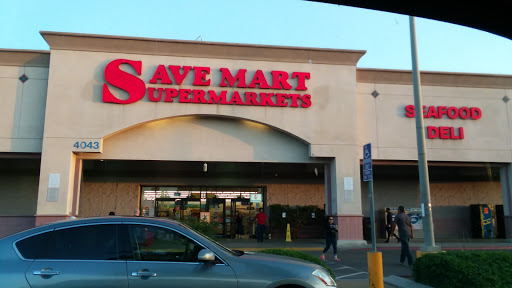 SAVE MART
SUPERMARKETS
SEAFOOD
DELI
4043